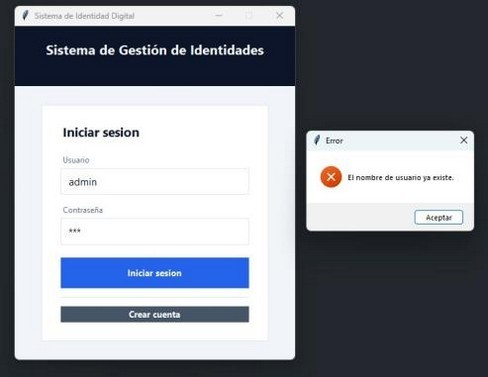 Sistema de Identidad Digital
Sistema de Gestión de Identidades
Iniciar sesion
Usuario
admin
Contraseña
***
Iniciar sesion
Crear cuenta
Error
El nombre de usuario ya existe.
Aceptar